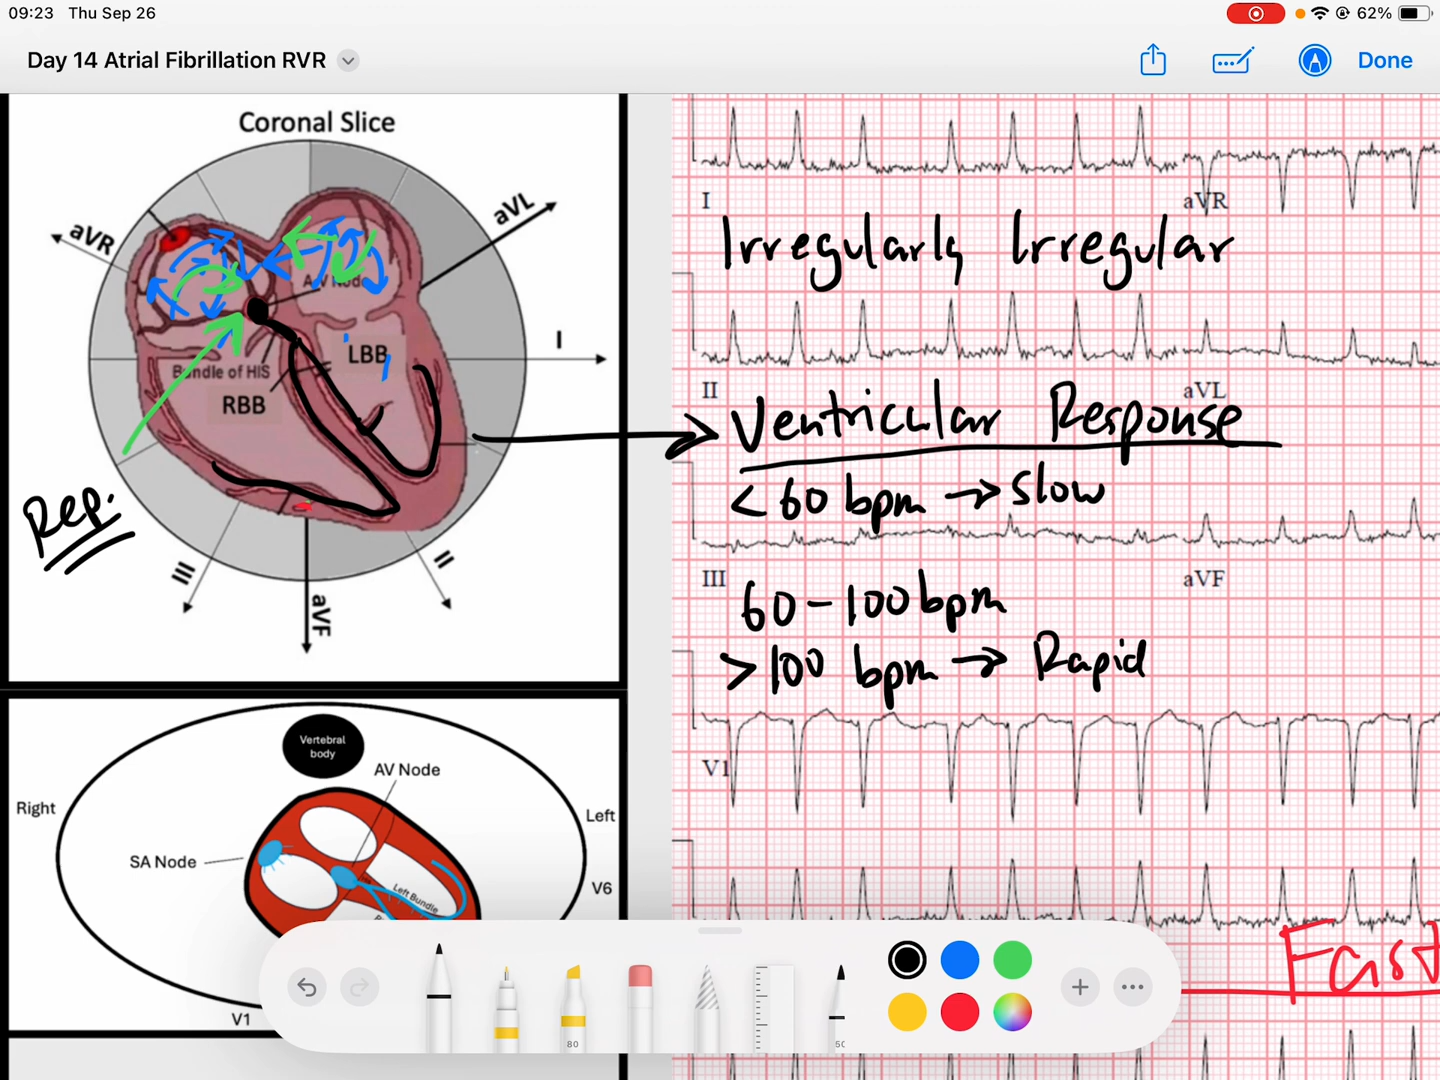 09:23 Thu Sep 26
62%
Day 14 Atrial Fibrillation RVR
Done
Coronal Slice
aVR
aVL
AV Node
I
LBB
Bundle of HIS
RBB
Rep.
III
aVF
II
Vertebral
body
AV Node
Right
Left
SA Node
V6
Left Bundle
V1
I
aVR
Irregularly Irregular
II
aVL
Ventricular Response
< 60 bpm → Slow
III
aVF
60-100 bpm
> 100 bpm → Rapid
V1
Fast
80
50